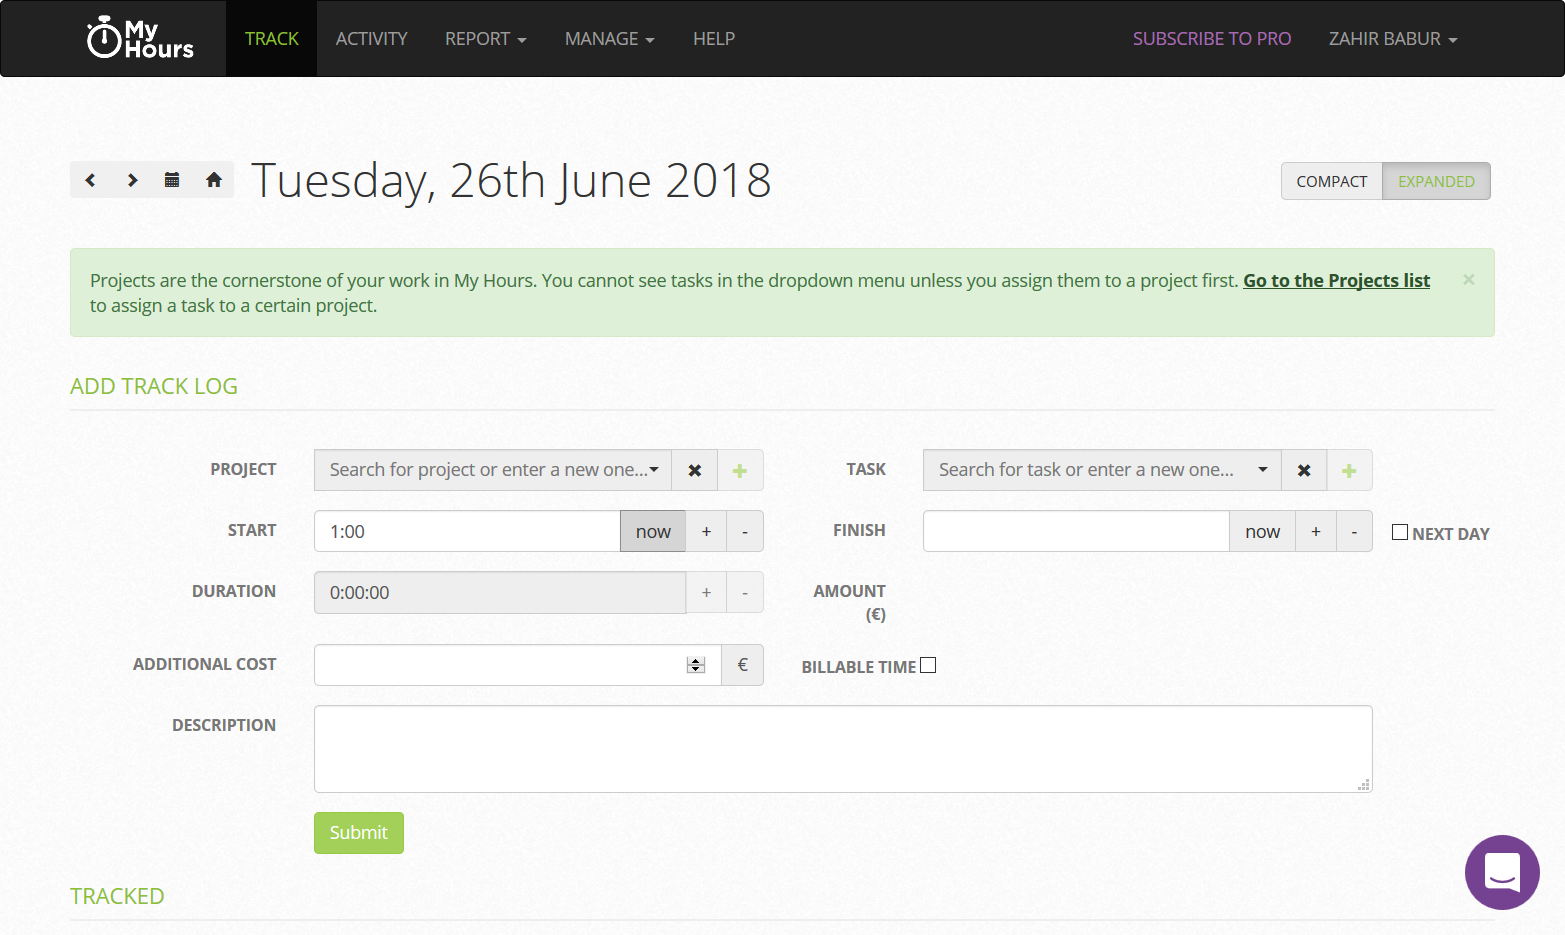 My Hours
TRACK
ACTIVITY
REPORT
MANAGE
HELP
SUBSCRIBE TO PRO
ZAHIR BABUR
Tuesday, 26th June 2018
COMPACT
EXPANDED
Projects are the cornerstone of your work in My Hours. You cannot see tasks in the dropdown menu unless you assign them to a project first. Go to the Projects list
to assign a task to a certain project.
×
ADD TRACK LOG
PROJECT
Search for project or enter a new one...
TASK
Search for task or enter a new one...
START
1:00
now
+
-
FINISH
now
+
-
NEXT DAY
DURATION
0:00:00
+
-
AMOUNT
(€)
ADDITIONAL COST
€
BILLABLE TIME
DESCRIPTION
Submit
TRACKED